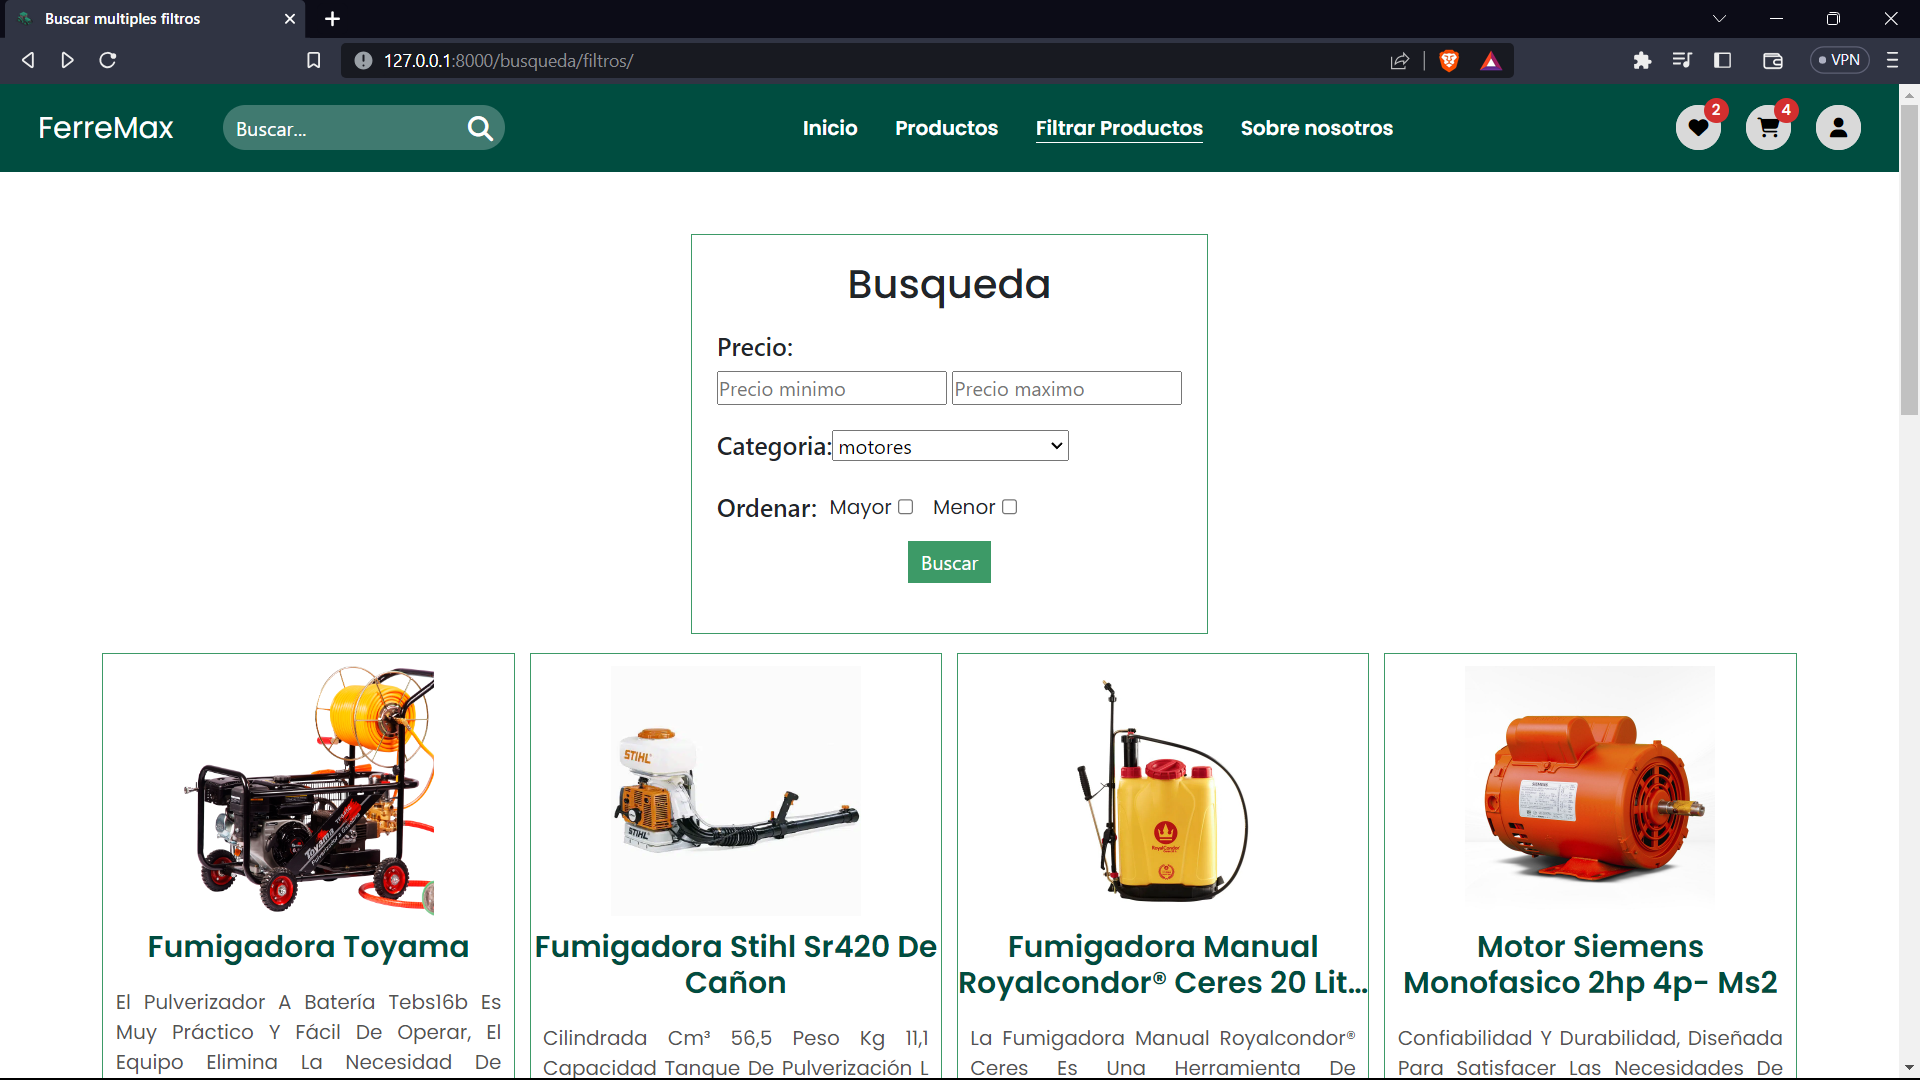 Buscar multiples filtros
127.0.0.1:8000/busqueda/filtros/
VPN
FerreMax
Buscar...
Inicio
Productos
Filtrar Productos
Sobre nosotros
2
4
Busqueda
Precio:
Precio minimo
Precio maximo
Categoria:
motores
Ordenar:
Mayor
Menor
Buscar
Toyama
STIHL
STIHL
RoyalCondor
SIEMENS
Fumigadora Toyama
El Pulverizador A Batería Tebs16b Es
Muy Práctico Y Fácil De Operar, El
Equipo Elimina La Necesidad De
Fumigadora Stihl Sr420 De
Cañon
Cilindrada Cm³ 56,5 Peso Kg 11,1
Capacidad Tanque De Pulverización L
Fumigadora Manual
Royalcondor® Ceres 20 Lit...
La Fumigadora Manual Royalcondor®
Ceres Es Una Herramienta De
Motor Siemens
Monofasico 2hp 4p- Ms2
Confiabilidad Y Durabilidad, Diseñada
Para Satisfacer Las Necesidades De